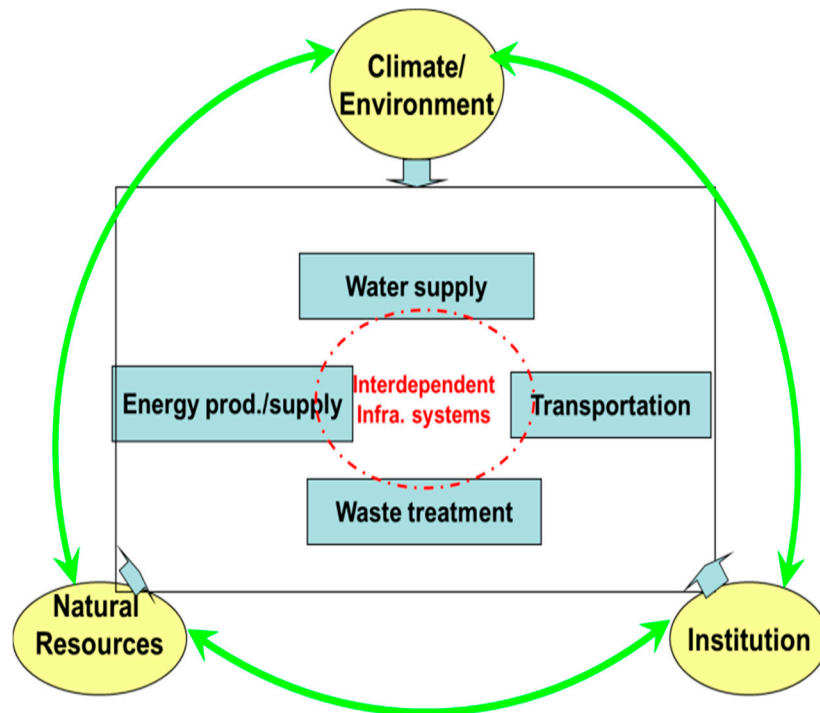 Climate/
Environment
Water supply
Interdependent
Infra. systems
Energy prod./supply
Transportation
Waste treatment
Natural
Resources
Institution